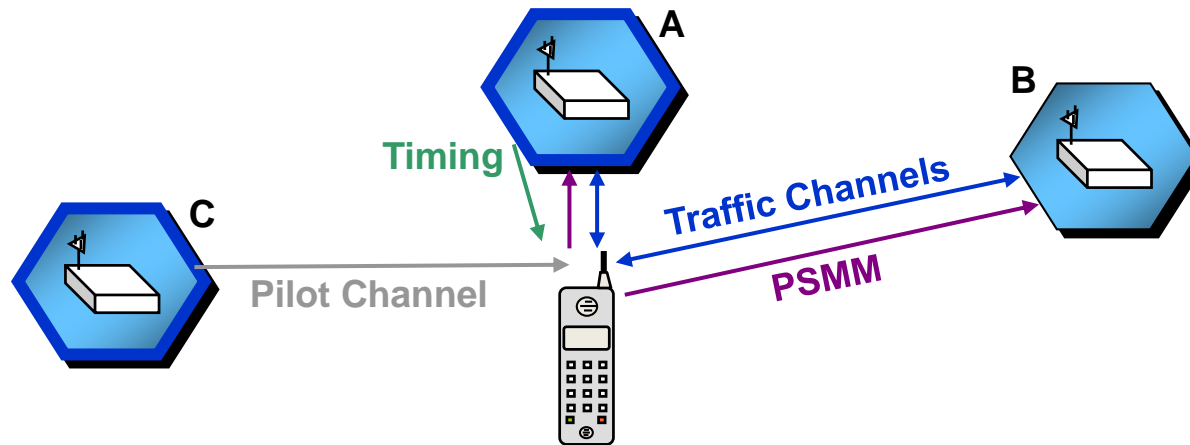 A
B
Timing
Traffic Channels
C
PSMM
Pilot Channel